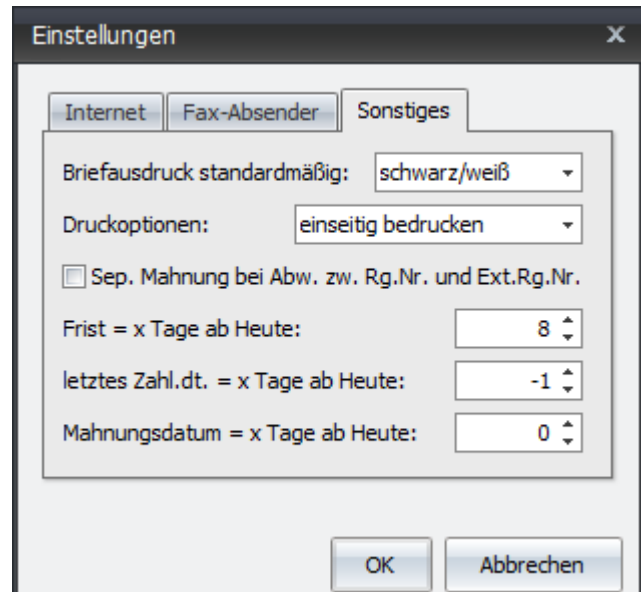 Einstellungen x
Internet Fax-Absender Sonstiges
Briefausdruck standardmäßig: schwarz/weiß
Druckoptionen: einseitig bedrucken
Sep. Mahnung bei Abw. zw. Rg.Nr. und Ext.Rg.Nr.
Frist = x Tage ab Heute: 8
letztes Zahl.dt. = x Tage ab Heute: -1
Mahnungsdatum = x Tage ab Heute: 0
OK Abbrechen